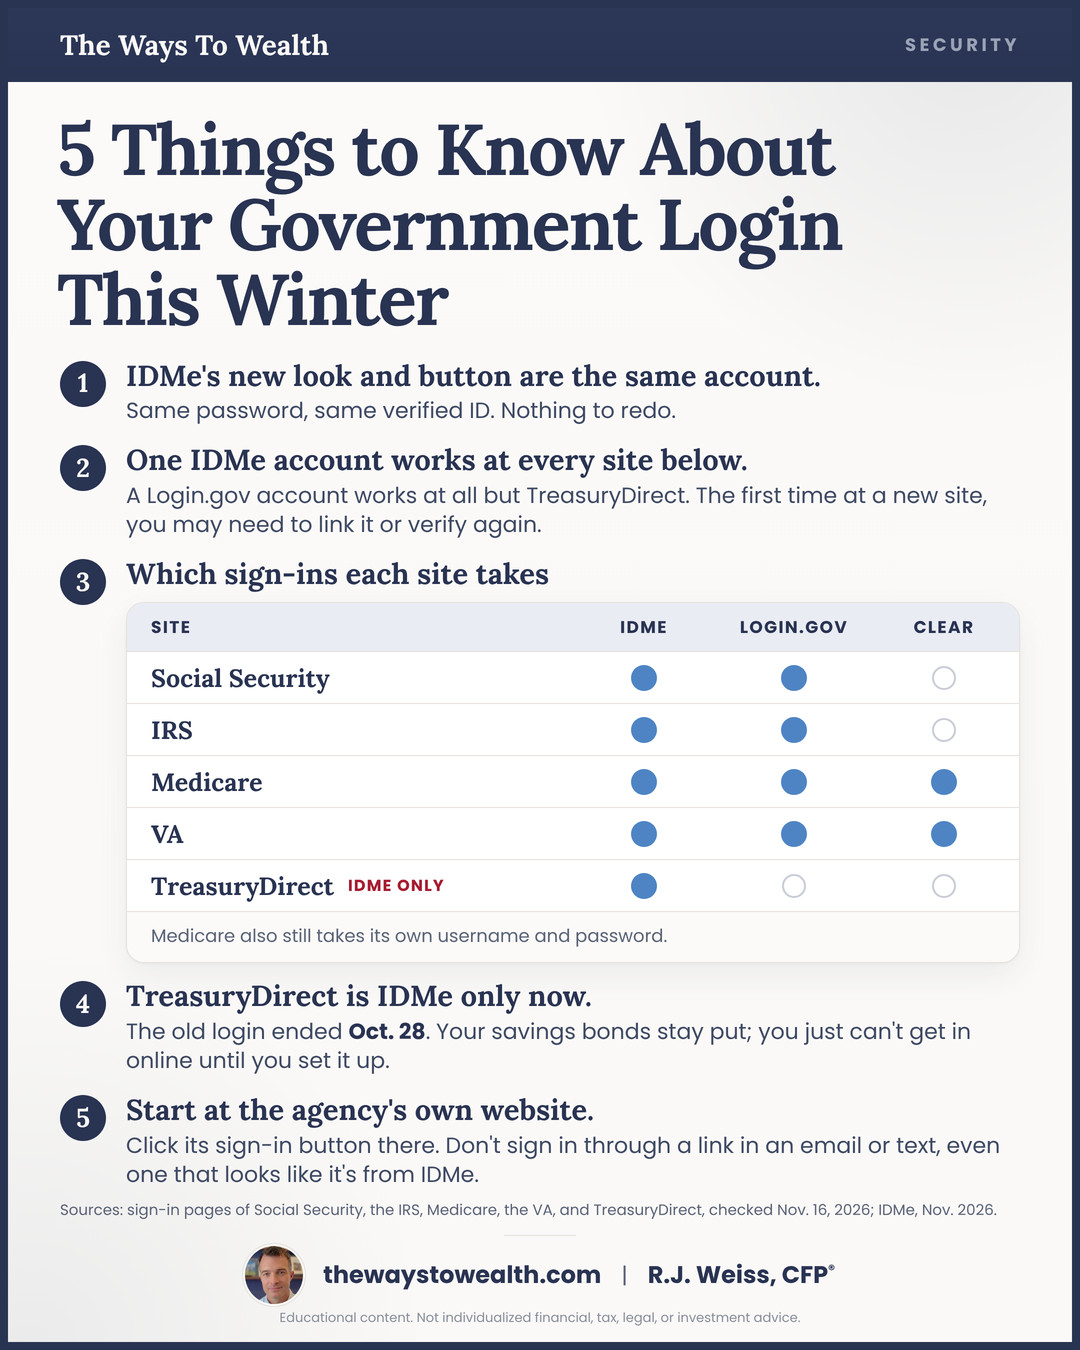 The Ways To Wealth
SECURITY
5 Things to Know About
Your Government Login
This Winter
1
IDMe's new look and button are the same account.
Same password, same verified ID. Nothing to redo.
2
One IDMe account works at every site below.
A Login.gov account works at all but TreasuryDirect. The first time at a new site,
you may need to link it or verify again.
3
Which sign-ins each site takes
SITE IDME LOGIN.GOV CLEAR
Social Security
IRS
Medicare
VA
TreasuryDirect IDME ONLY
Medicare also still takes its own username and password.
4
TreasuryDirect is IDMe only now.
The old login ended Oct. 28. Your savings bonds stay put; you just can't get in
online until you set it up.
5
Start at the agency's own website.
Click its sign-in button there. Don't sign in through a link in an email or text, even
one that looks like it's from IDMe.
Sources: sign-in pages of Social Security, the IRS, Medicare, the VA, and TreasuryDirect, checked Nov. 16, 2026; IDMe, Nov. 2026.
thewaystowealth.com | R.J. Weiss, CFP®
Educational content. Not individualized financial, tax, legal, or investment advice.